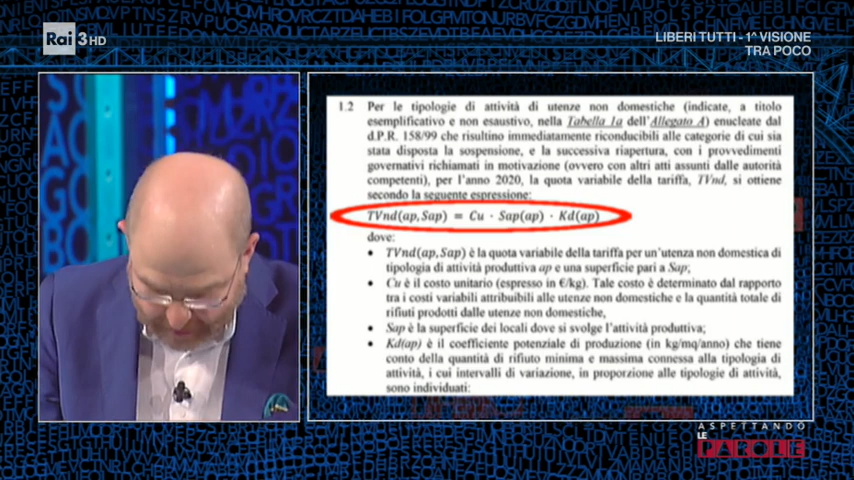 Rai 3HD
LIBERI TUTTI - 1^ VISIONE
TRA POCO
1.2 Per le tipologie di attività di utenze non domestiche (indicate, a titolo
esemplificativo e non esaustivo, nella Tabella 1a dell'Allegato A) enucleate dal
d.P.R. 158/99 che risultino immediatamente riconducibili alle categorie di cui sia
stata disposta la sospensione, e la successiva riapertura, con i provvedimenti
governativi richiamati in motivazione (ovvero con altri atti assunti dalle autorità
competenti), per l'anno 2020, la quota variabile della tariffa, TVnd, si ottiene
secondo la seguente espressione:
TVnd(ap, Sap) = Cu · Sap(ap) · Kd(ap)
dove:
• TVnd(ap, Sap) è la quota variabile della tariffa per un'utenza non domestica di
tipologia di attività produttiva ap e una superficie pari a Sap;
• Cu è il costo unitario (espresso in €/kg). Tale costo è determinato dal rapporto
tra i costi variabili attribuibili alle utenze non domestiche e la quantità totale di
rifiuti prodotti dalle utenze non domestiche,
• Sap è la superficie dei locali dove si svolge l'attività produttiva;
• Kd(ap) è il coefficiente potenziale di produzione (in kg/mq/anno) che tiene
conto della quantità di rifiuto minima e massima connessa alla tipologia di
attività, i cui intervalli di variazione, in proporzione alle tipologie di attività,
sono individuati:
ASPETTANDO
LE
PAROLE